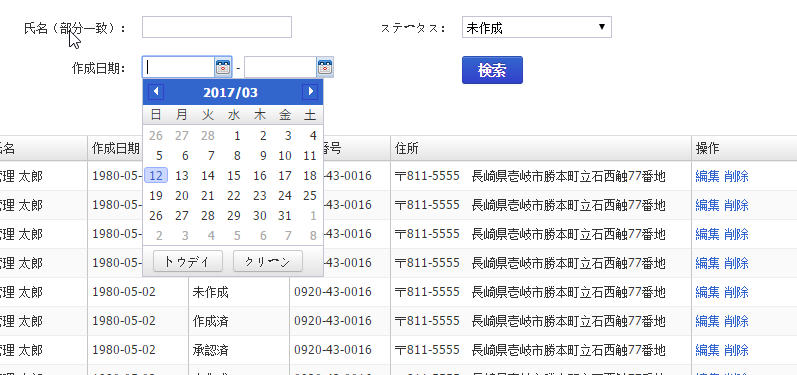 氏名（部分一致）： ステータス： 未作成
作成日期： - 検索
2017/03
日 月 火 水 木 金 土
26 27 28 1 2 3 4
5 6 7 8 9 10 11
12 13 14 15 16 17 18
19 20 21 22 23 24 25
26 27 28 29 30 31 1
2 3 4 5 6 7 8
トウデイ クリーン
氏名 作成日期 番号 住所 操作
管理 太郎 1980-05- 0920-43-0016 〒811-5555 長崎県壱岐市勝本町立石西触77番地 編集 削除
管理 太郎 1980-05- -43-0016 〒811-5555 長崎県壱岐市勝本町立石西触77番地 編集 削除
管理 太郎 1980-05- -43-0016 〒811-5555 長崎県壱岐市勝本町立石西触77番地 編集 削除
管理 太郎 1980-05- -43-0016 〒811-5555 長崎県壱岐市勝本町立石西触77番地 編集 削除
管理 太郎 1980-05-02 未作成 0920-43-0016 〒811-5555 長崎県壱岐市勝本町立石西触77番地 編集 削除
管理 太郎 1980-05-02 作成済 0920-43-0016 〒811-5555 長崎県壱岐市勝本町立石西触77番地 編集 削除
管理 太郎 1980-05-02 承認済 0920-43-0016 〒811-5555 長崎県壱岐市勝本町立石西触77番地 編集 削除